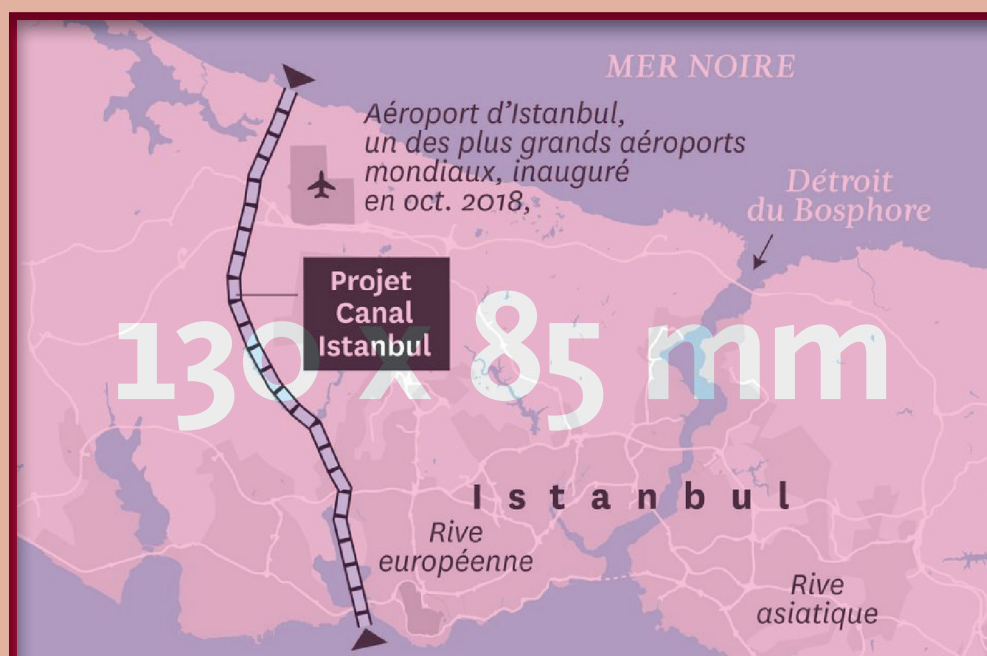 MER NOIRE
Aéroport d'Istanbul,
un des plus grands aéroports
mondiaux, inauguré
en oct. 2018,
Détroit
du Bosphore
Projet
Canal
Istanbul
130 x 85 mm
Istanbul
Rive
européenne
Rive
asiatique